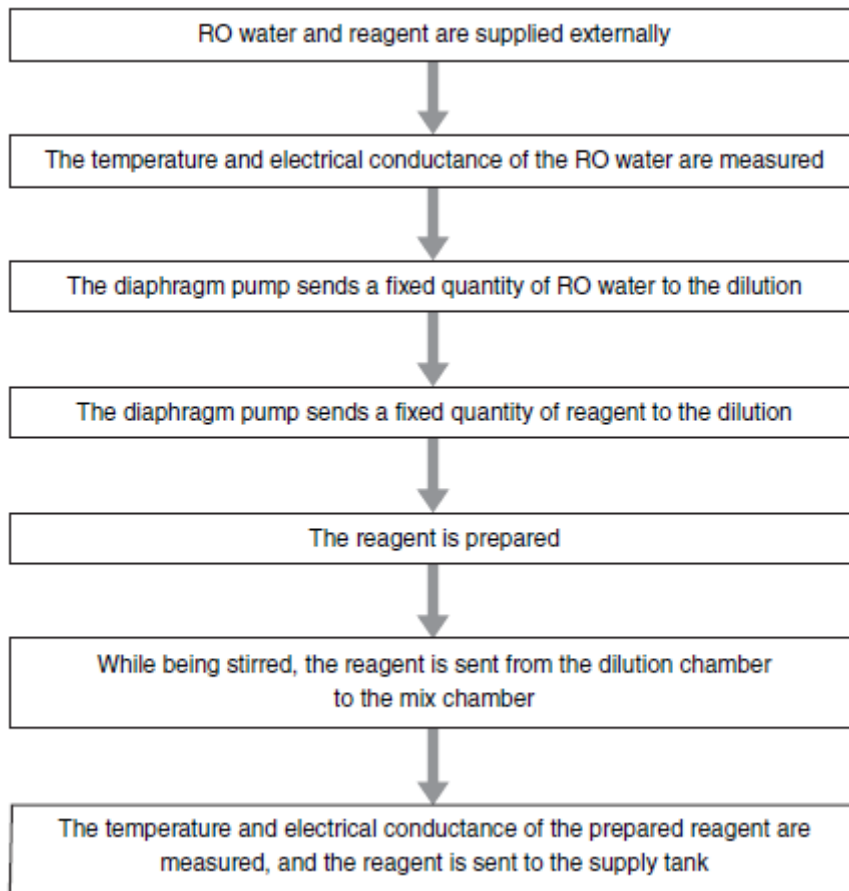 RO water and reagent are supplied externally
The temperature and electrical conductance of the RO water are measured
The diaphragm pump sends a fixed quantity of RO water to the dilution
The diaphragm pump sends a fixed quantity of reagent to the dilution
The reagent is prepared
While being stirred, the reagent is sent from the dilution chamber
to the mix chamber
The temperature and electrical conductance of the prepared reagent are
measured, and the reagent is sent to the supply tank